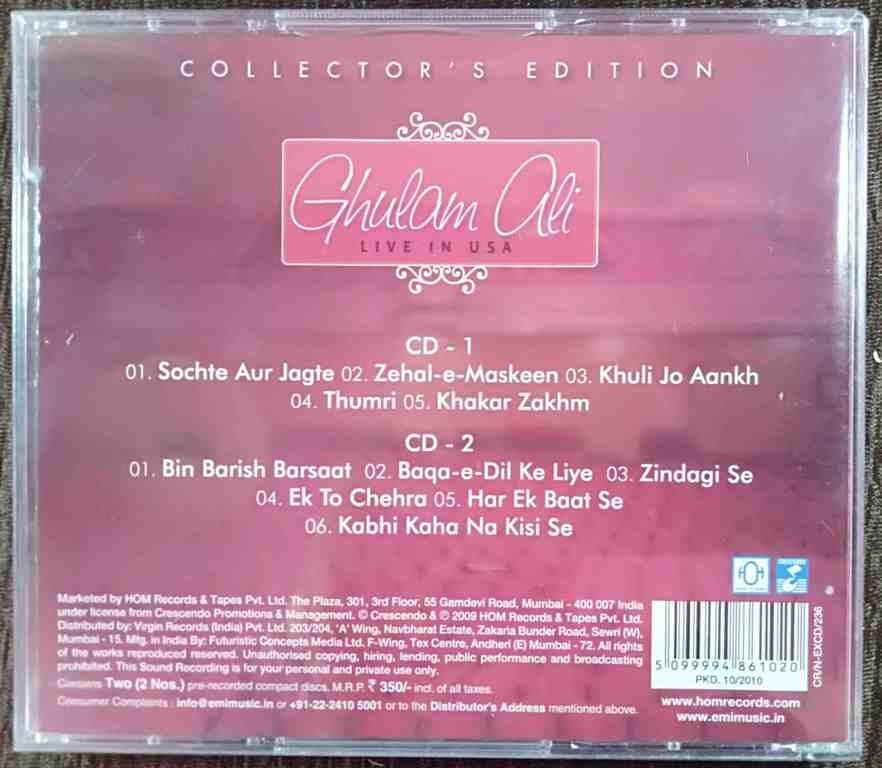 COLLECTOR'S EDITION
Ghulam Ali
LIVE IN USA
CD - 1
01. Sochte Aur Jagte 02. Zehal-e-Maskeen 03. Khuli Jo Aankh
04. Thumri 05. Khakar Zakhm
CD - 2
01. Bin Barish Barsaat 02. Baqa-e-Dil Ke Liye 03. Zindagi Se
04. Ek To Chehra 05. Har Ek Baat Se
06. Kabhi Kaha Na Kisi Se
Marketed by HOM Records & Tapes Pvt. Ltd. The Plaza, 301, 3rd Floor, 55 Gamdevi Road, Mumbai - 400 007 India
under license from Crescendo Promotions & Management. © Crescendo & ℗ 2009 HOM Records & Tapes Pvt. Ltd.
Distributed by: Virgin Records (India) Pvt. Ltd. 203/204, 'A' Wing, Navbharat Estate, Zakaria Bunder Road, Sewri (W),
Mumbai - 15. Mfg. in India By: Futuristic Concepts Media Ltd. F-Wing, Tex Centre, Andheri (E) Mumbai - 72. All rights
of the works reproduced reserved. Unauthorised copying, hiring, lending, public performance and broadcasting
prohibited. This Sound Recording is for your personal and private use only.
Contains Two (2 Nos.) pre-recorded compact discs. M.R.P. ₹ 350/- incl. of all taxes.
Consumer Complaints : info@emimusic.in or +91-22-2410 5001 or to the Distributor's Address mentioned above.
HOH
CRESCENDO
5 099994 861020
PKD. 10/2010
CR/N-EXCD/236
www.homrecords.com
www.emimusic.in